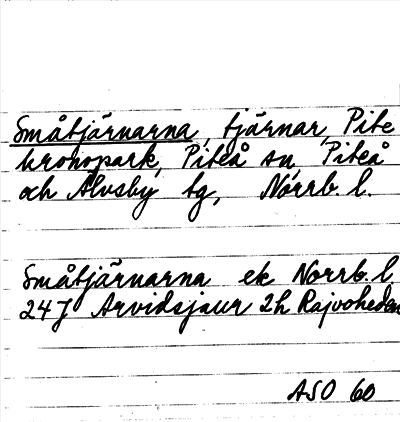 Småtjärnarna, tjärnar, Pite
kronopark, Piteå sn, Piteå
och Älvsby tg, Norrb. l.
Småtjärnarna ek Norrb. l
24 J Arvidsjaur 2h Rajvoheden
ASO 60